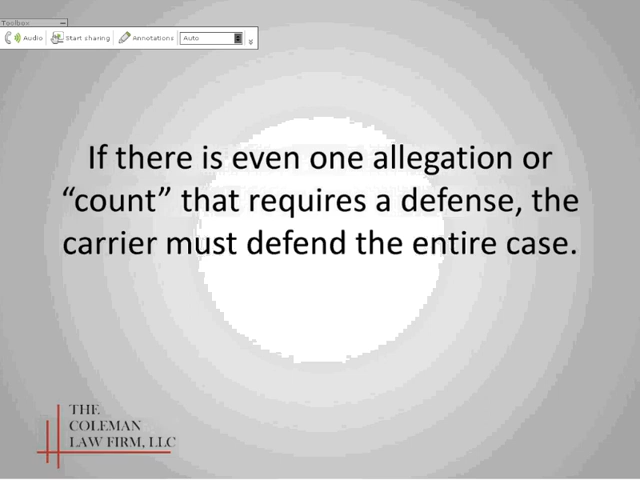 Toolbox
Audio Start sharing Annotations Auto
If there is even one allegation or
“count” that requires a defense, the
carrier must defend the entire case.
THE
COLEMAN
LAW FIRM, LLC